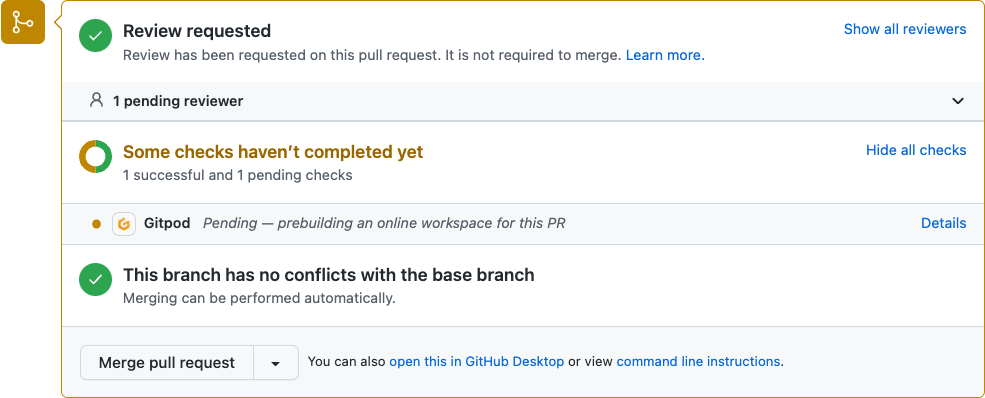 Review requested
Show all reviewers
Review has been requested on this pull request. It is not required to merge. Learn more.
1 pending reviewer
Some checks haven’t completed yet
Hide all checks
1 successful and 1 pending checks
Gitpod Pending — prebuilding an online workspace for this PR
Details
This branch has no conflicts with the base branch
Merging can be performed automatically.
Merge pull request
You can also open this in GitHub Desktop or view command line instructions.